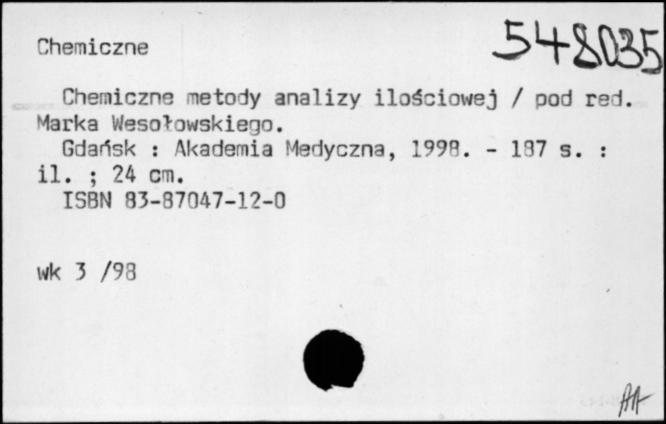 548035
Chemiczne
Chemiczne metody analizy ilościowej / pod red.
Marka Wesołowskiego.
Gdańsk : Akademia Medyczna, 1998. - 187 s. :
il. ; 24 cm.
ISBN 83-87047-12-0
wk 3 /98
AA